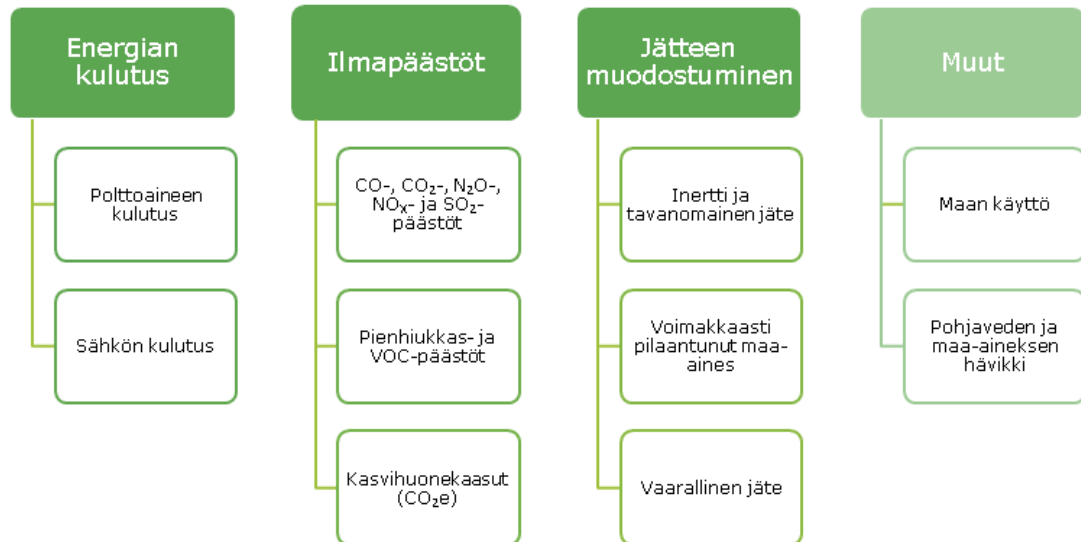 Energian
kulutus
Polttoaineen
kulutus
Sähkön kulutus
Ilmapäästöt
CO-, CO₂-, N₂O-,
NOₓ- ja SO₂-
päästöt
Pienhiukkas- ja
VOC-päästöt
Kasvihuonekaasut
(CO₂e)
Jätteen
muodostuminen
Inertti ja
tavanomainen jäte
Voimakkaasti
pilaantunut maa-
aines
Vaarallinen jäte
Muut
Maan käyttö
Pohjaveden ja
maa-aineksen
hävikki